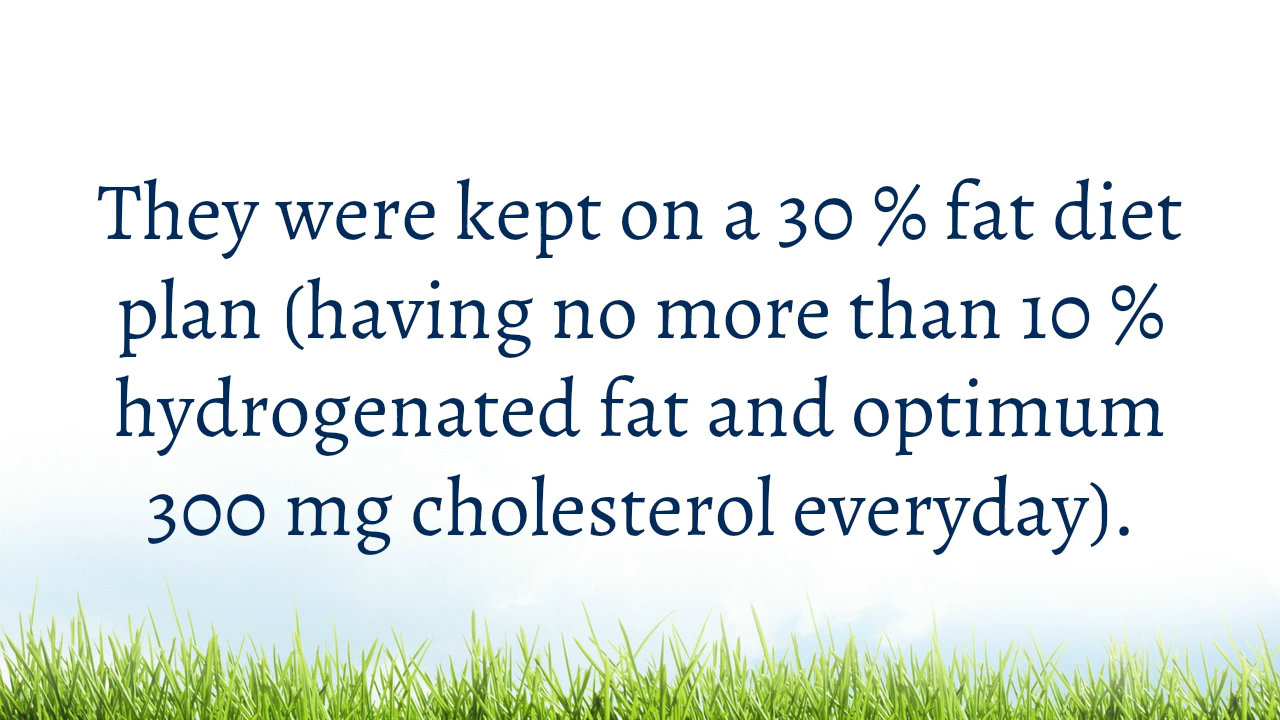 They were kept on a 30 % fat diet
plan (having no more than 10 %
hydrogenated fat and optimum
300 mg cholesterol everyday).